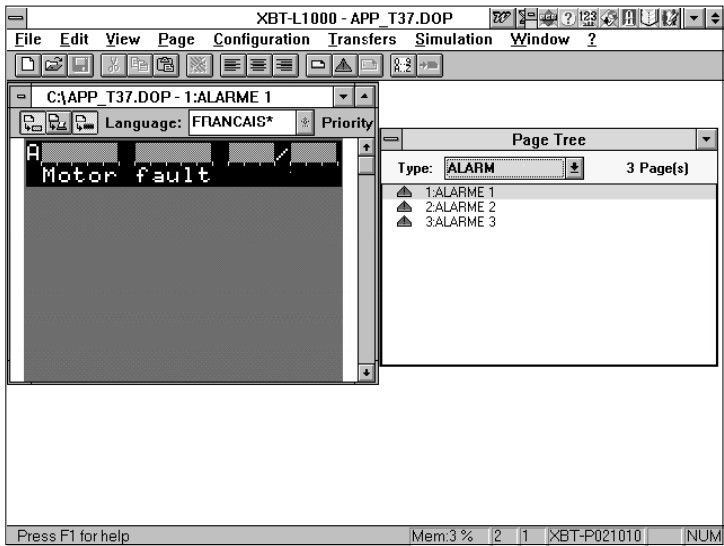 XBT-L1000 - APP_T37.DOP
File Edit View Page Configuration Transfers Simulation Window ?
C:\APP_T37.DOP - 1:ALARME 1
Language: FRANCAIS* Priority
A /
Motor fault
Page Tree
Type: ALARM 3 Page(s)
1:ALARME 1
2:ALARME 2
3:ALARME 3
Press F1 for help Mem:3 % 2 1 XBT-P021010 NUM